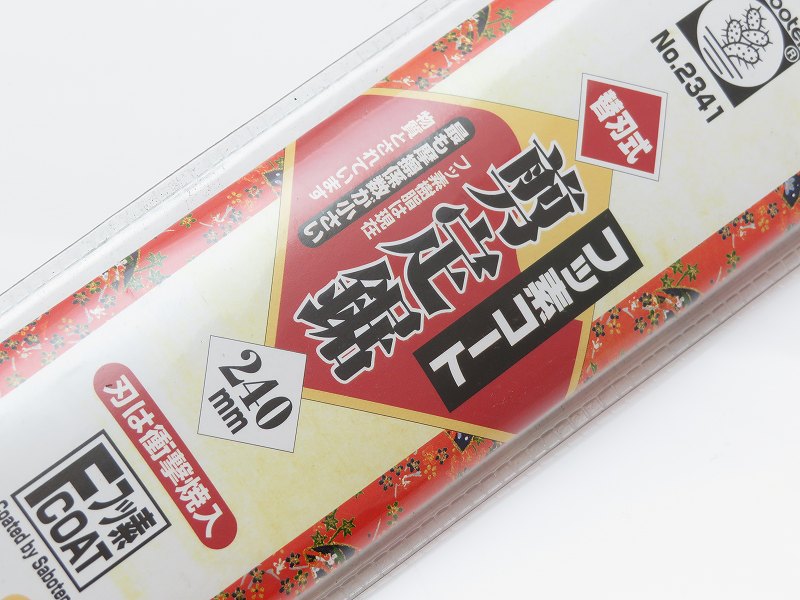 Saboten
®
No.2341
替刃式
フッ素コート
剪定鋸
フッ素樹脂は現在
最も摩擦係数が小さい
物質とされています
240
mm
刃は衝撃焼入
フッ素
F COAT
Coated by Saboten